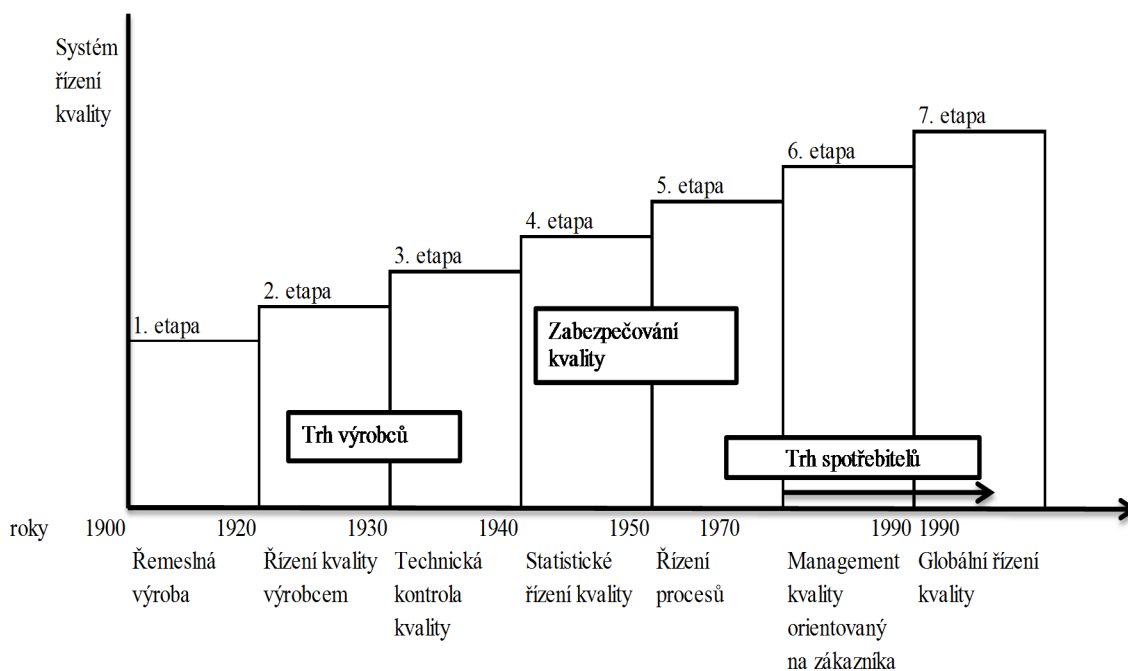 Systém
řízení
kvality
7. etapa
6. etapa
5. etapa
4. etapa
3. etapa
2. etapa
1. etapa
Zabezpečování
kvality
Trh výrobců
Trh spotřebitelů
roky 1900 1920 1930 1940 1950 1970 1990 1990
Řemeslná
výroba
Řízení kvality
výrobcem
Technická
kontrola
kvality
Statistické
řízení kvality
Řízení
procesů
Management
kvality
orientovaný
na zákazníka
Globální řízení
kvality